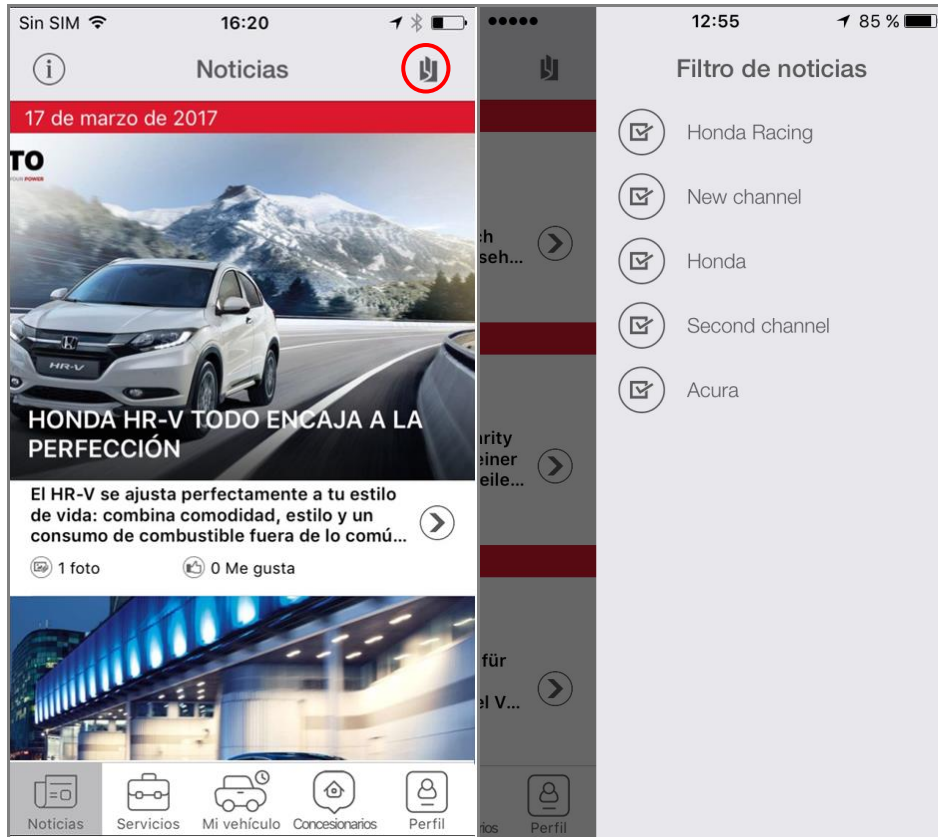 Sin SIM 16:20
Noticias
17 de marzo de 2017
TO
YOUR POWER
HR-V
HONDA HR-V TODO ENCAJA A LA
PERFECCIÓN
El HR-V se ajusta perfectamente a tu estilo
de vida: combina comodidad, estilo y un
consumo de combustible fuera de lo comú...
1 foto 0 Me gusta
Noticias Servicios Mi vehículo Concesionarios Perfil
12:55 85 %
Filtro de noticias
Honda Racing
New channel
Honda
Second channel
Acura
seh...
arity
einer
eile...
für
el V...
rios Perfil